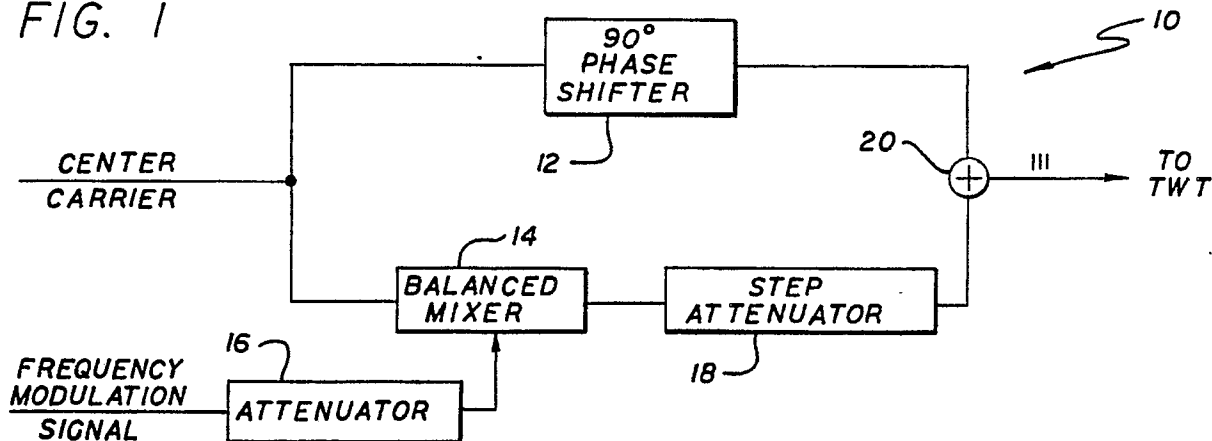 FIG. 1
90°
PHASE
SHIFTER
12
10
CENTER
CARRIER
20
TO
TWT
14
BALANCED
MIXER
STEP
ATTENUATOR
18
16
FREQUENCY
MODULATION
SIGNAL
ATTENUATOR